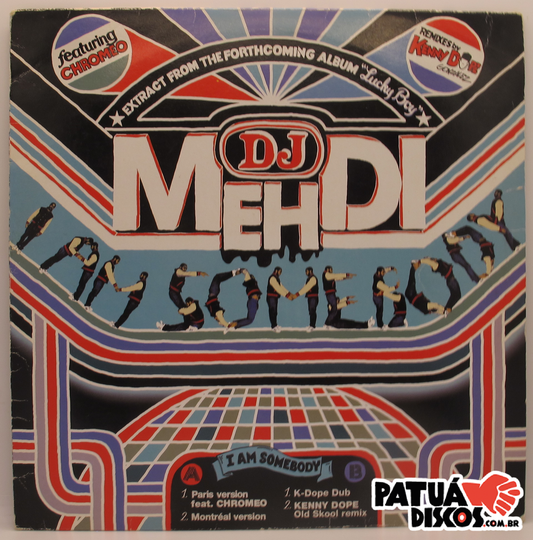 featuring
CHROMEO
REMIXES BY
KENNY DOPE
GONZALEZ
★ EXTRACT FROM THE FORTHCOMING ALBUM "Lucky Boy" ★
DJ
MEHDI
I AM SOMEBODY
A
I AM SOMEBODY
B
1. Paris version
feat. CHROMEO
2. Montréal version
1. K-Dope Dub
2. KENNY DOPE
Old Skool remix
PATUÁ
DISCOS.COM.BR